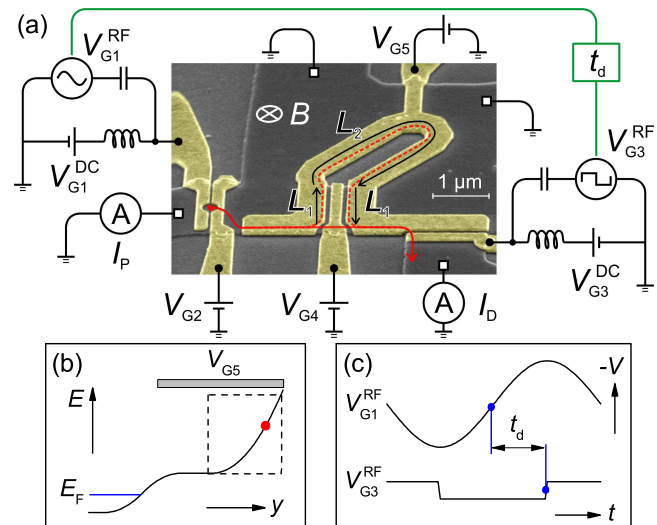 (a)
V_G1^RF
V_G5
t_d
B
L_2
V_G3^RF
V_G1^DC
L_1
L_1
1 μm
A
I_P
V_G3^DC
V_G2
V_G4
A
I_D
(b)
V_G5
E
E_F
y
(c)
-V
V_G1^RF
t_d
V_G3^RF
t